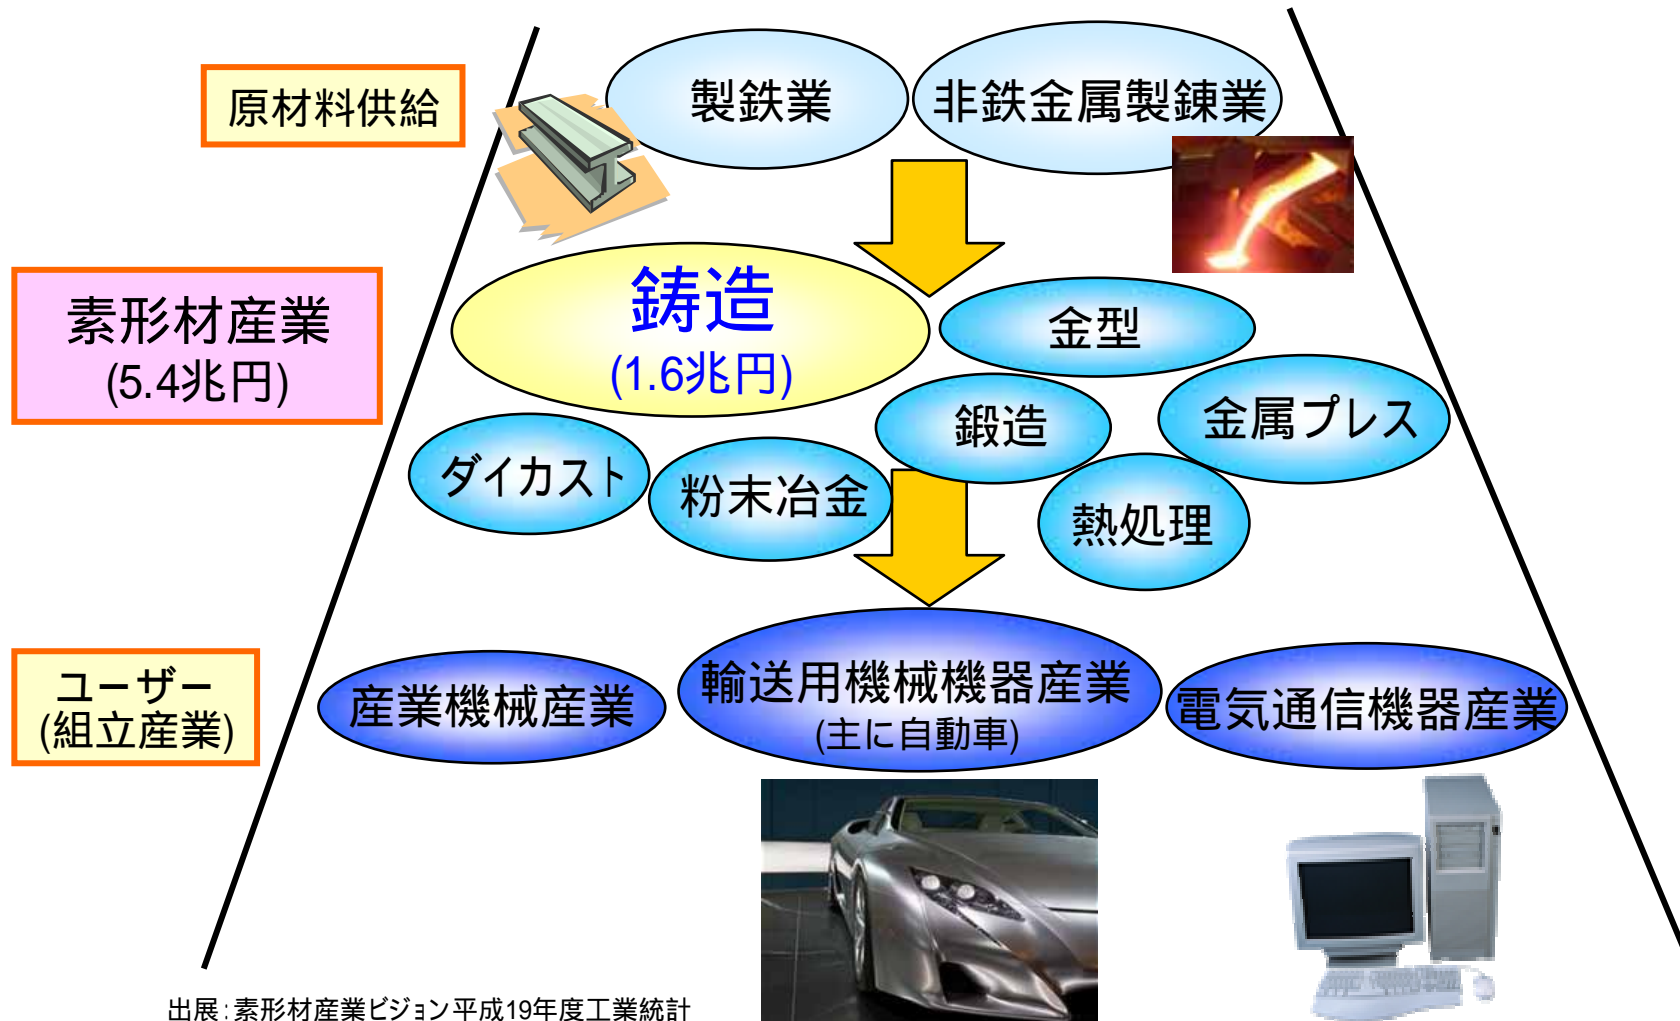 原材料供給
製鉄業
非鉄金属製錬業
素形材産業
(5.4兆円)
鋳造
(1.6兆円)
金型
鍛造
金属プレス
ダイカスト
粉末冶金
熱処理
ユーザー
(組立産業)
産業機械産業
輸送用機械機器産業
(主に自動車)
電気通信機器産業
出展:素形材産業ビジョン平成19年度工業統計